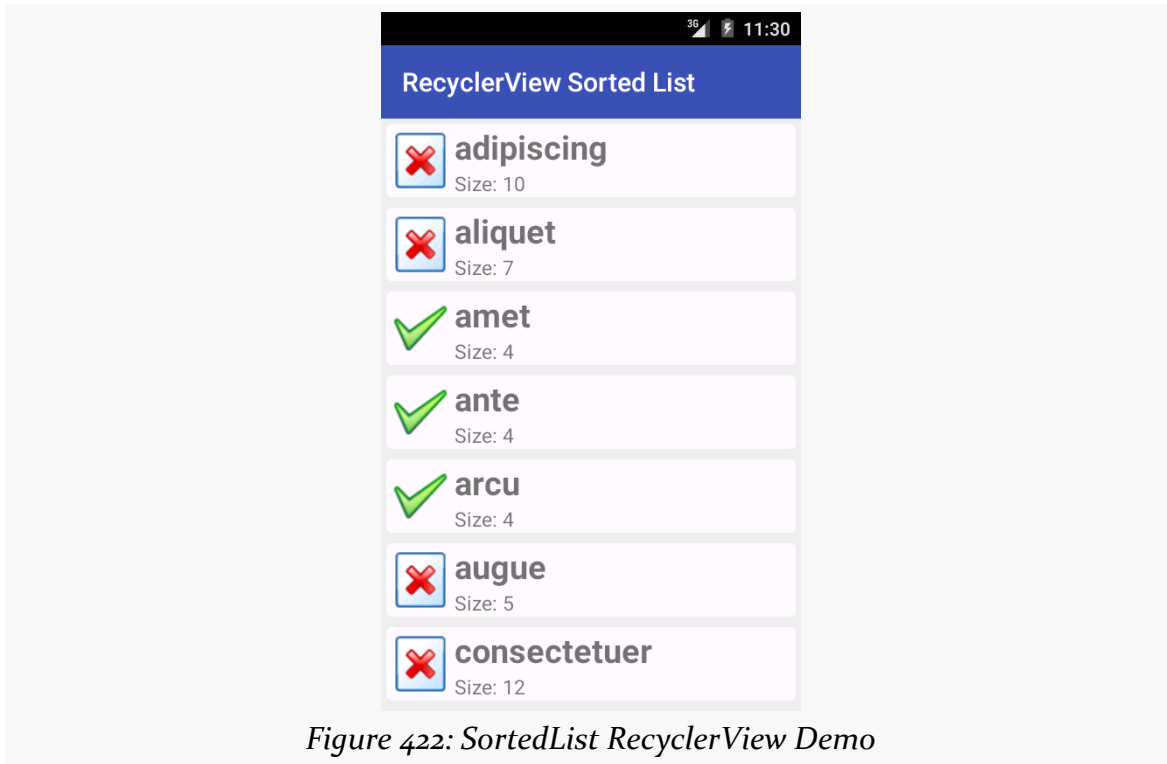 3G 11:30
RecyclerView Sorted List
adipiscing
Size: 10
aliquet
Size: 7
amet
Size: 4
ante
Size: 4
arcu
Size: 4
augue
Size: 5
consectetuer
Size: 12
Figure 422: SortedList RecyclerView Demo